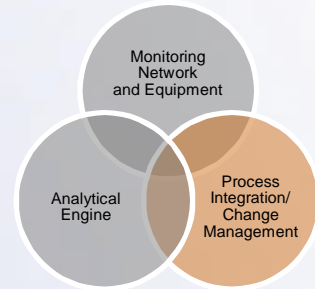 Monitoring
Network
and Equipment
Analytical
Engine
Process
Integration/
Change
Management